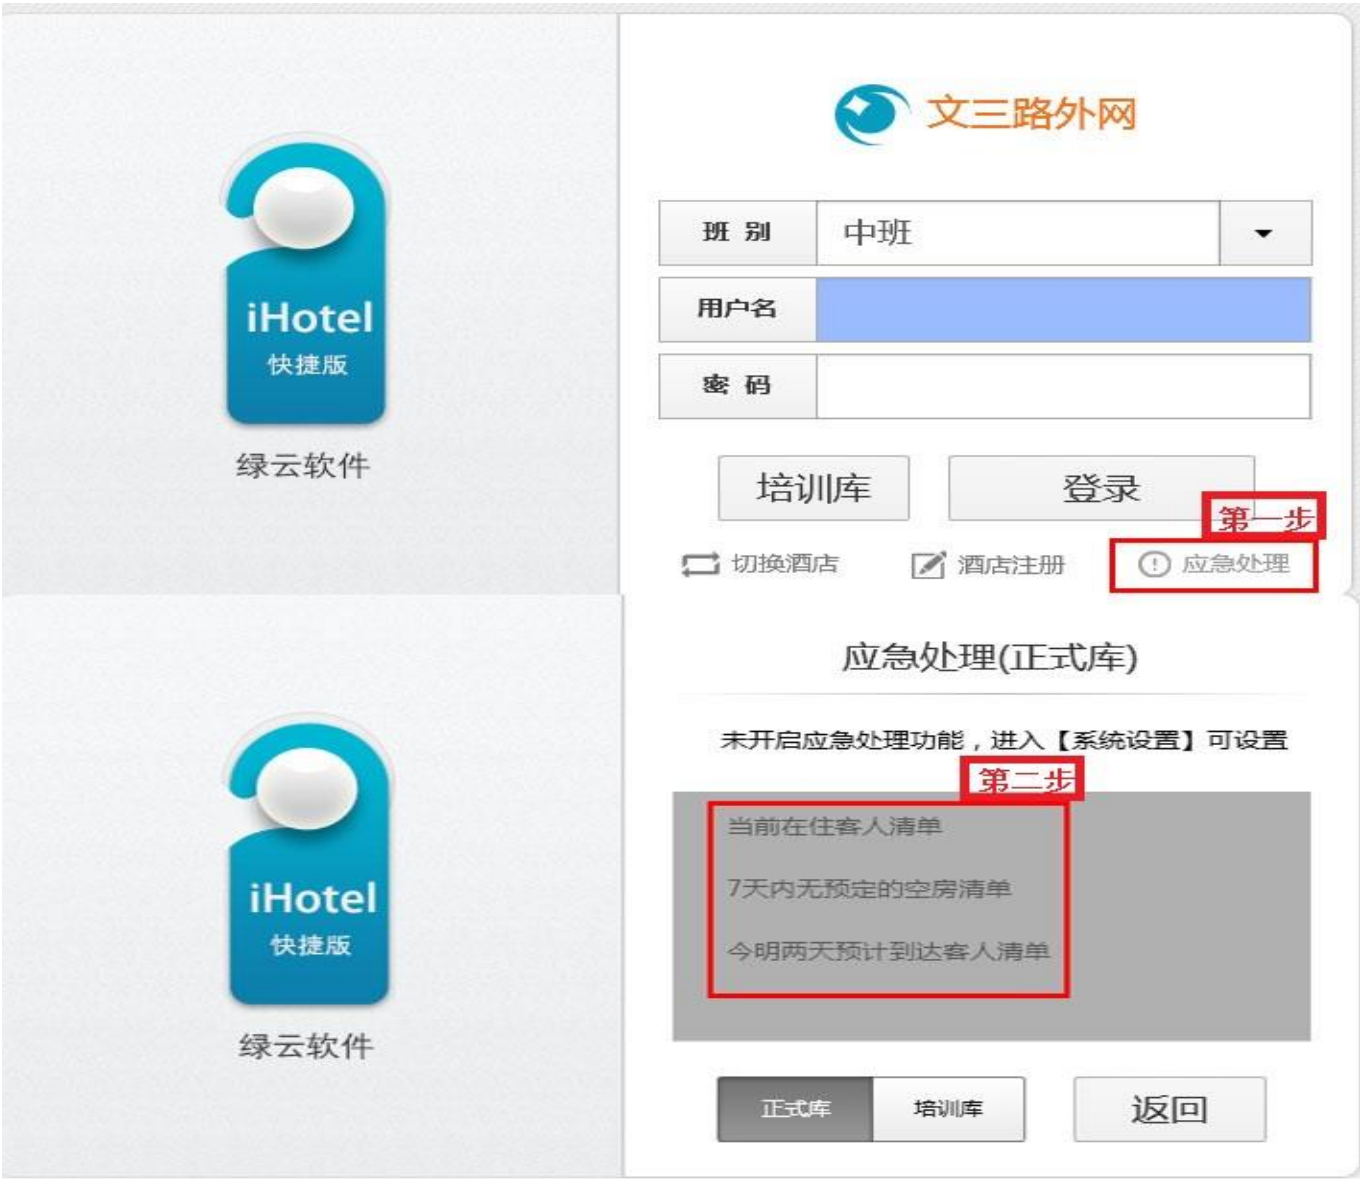 文三路外网
iHotel
快捷版
绿云软件
班 别
中班
用户名
密 码
培训库
登录
第一步
切换酒店
酒店注册
应急处理
应急处理(正式库)
未开启应急处理功能，进入【系统设置】可设置
第二步
当前在住客人清单
7天内无预定的空房清单
今明两天预计到达客人清单
iHotel
快捷版
绿云软件
正式库
培训库
返回